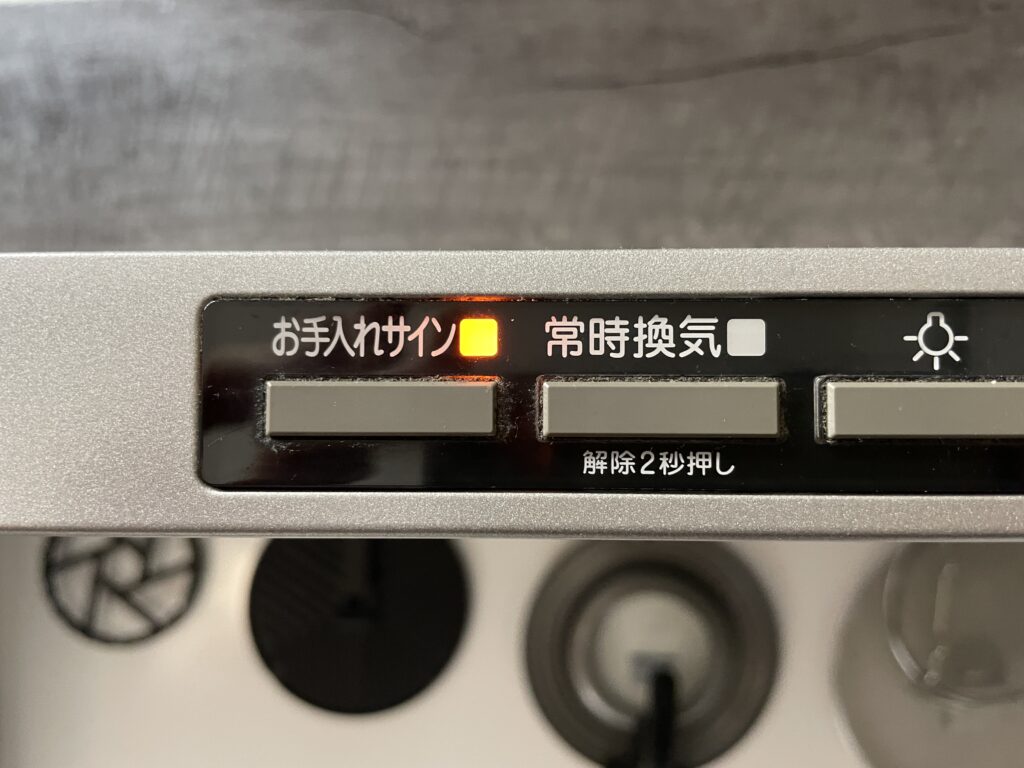 お手入れサイン
常時換気
解除2秒押し